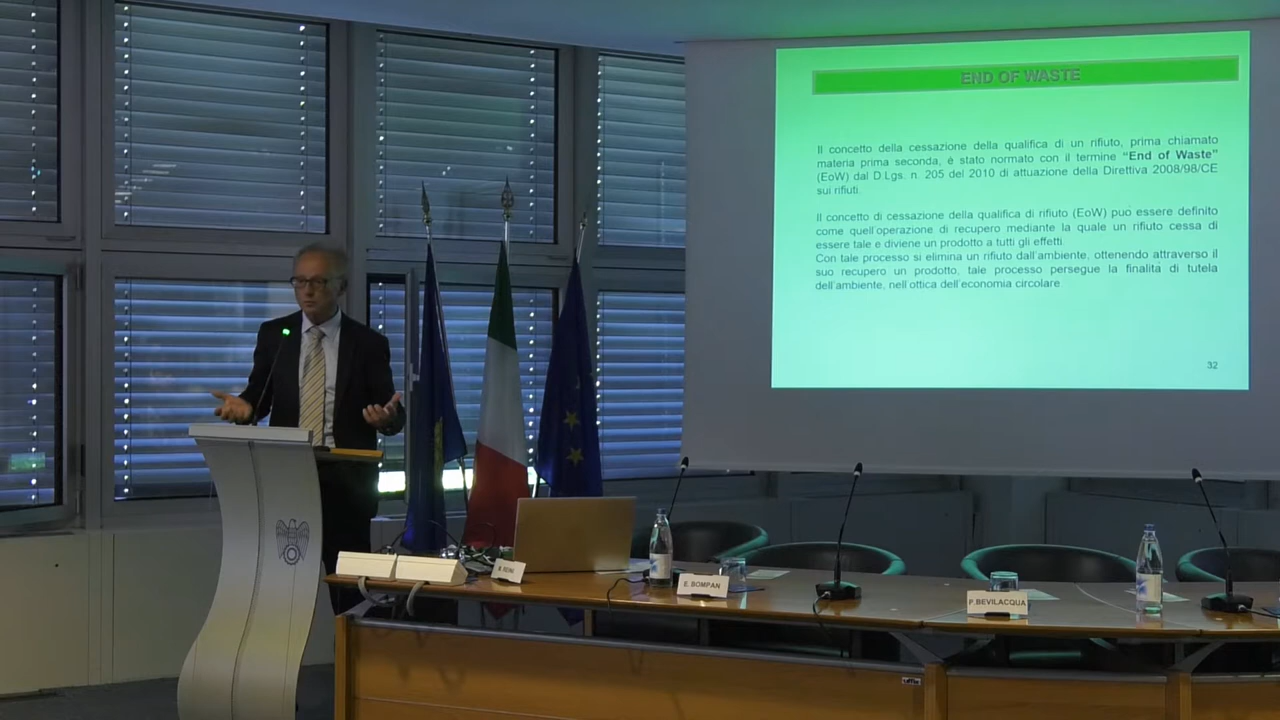 END OF WASTE
Il concetto della cessazione della qualifica di un rifiuto, prima chiamato
materia prima seconda, è stato normato con il termine “End of Waste”
(EoW) dal D.Lgs. n. 205 del 2010 di attuazione della Direttiva 2008/98/CE
sui rifiuti.
Il concetto di cessazione della qualifica di rifiuto (EoW) può essere definito
come quell'operazione di recupero mediante la quale un rifiuto cessa di
essere tale e diviene un prodotto a tutti gli effetti.
Con tale processo si elimina un rifiuto dall'ambiente, ottenendo attraverso il
suo recupero un prodotto, tale processo persegue la finalità di tutela
dell'ambiente, nell'ottica dell'economia circolare
32
E. BOMPAN
P. BEVILACQUA